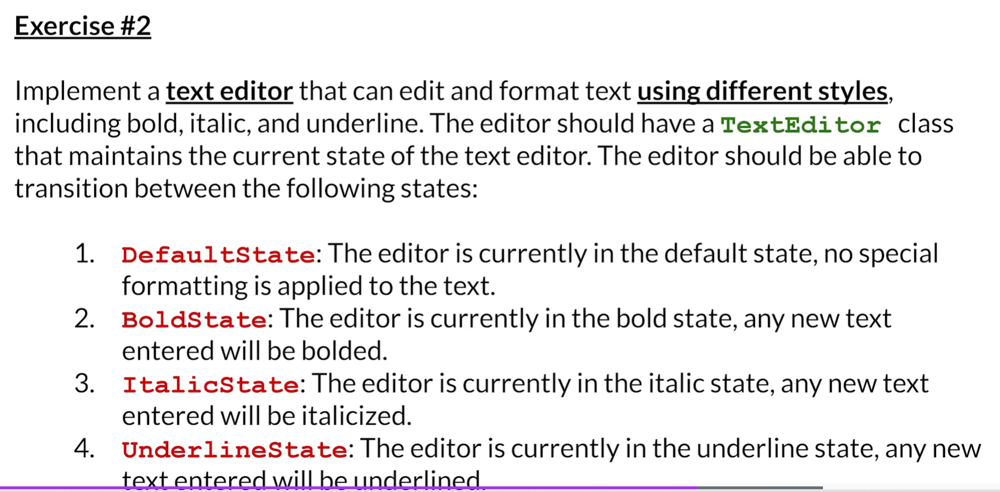 Exercise #2
Implement a text editor that can edit and format text using different styles,
including bold, italic, and underline. The editor should have a TextEditor class
that maintains the current state of the text editor. The editor should be able to
transition between the following states:
1. DefaultState: The editor is currently in the default state, no special
formatting is applied to the text.
2. BoldState: The editor is currently in the bold state, any new text
entered will be bolded.
3. ItalicState: The editor is currently in the italic state, any new text
entered will be italicized.
4. UnderlineState: The editor is currently in the underline state, any new
text entered will be underlined.